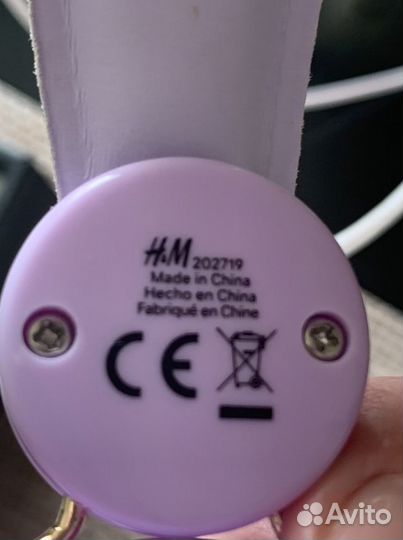 H&M 202719
Made in China
Hecho en China
Fabriqué en Chine
CE
Avito